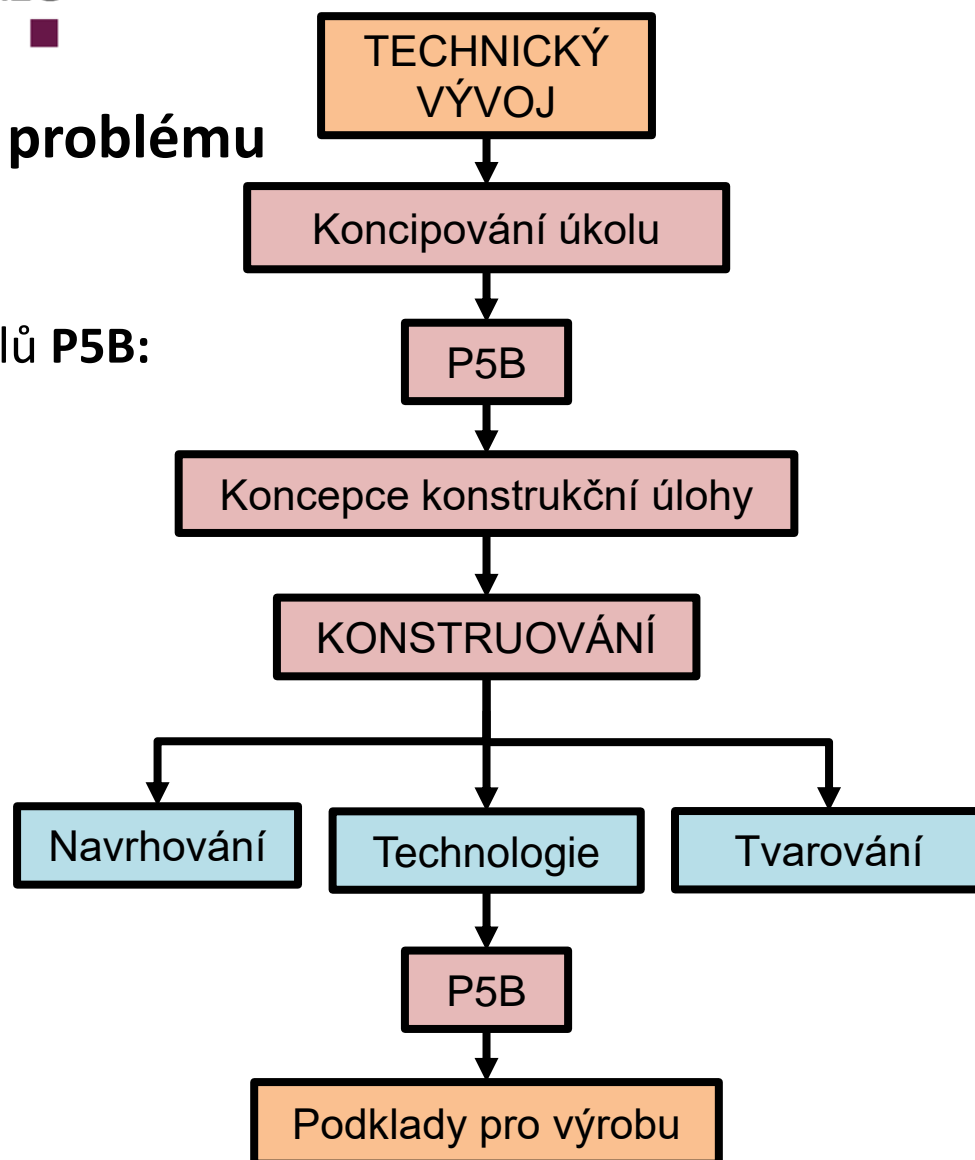 TECHNICKÝ
VÝVOJ
problému
Koncipování úkolu
lů P5B:
P5B
Koncepce konstrukční úlohy
KONSTRUOVÁNÍ
Navrhování
Technologie
Tvarování
P5B
Podklady pro výrobu